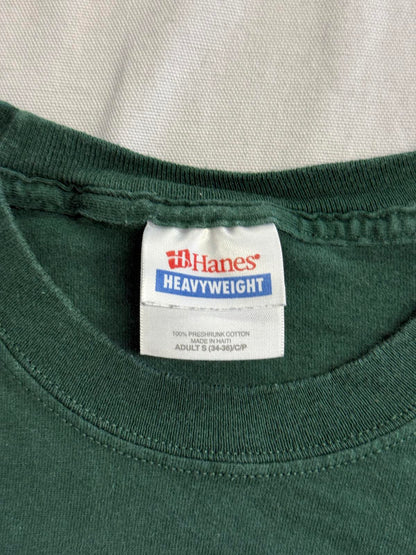 Hanes
HEAVYWEIGHT
100% PRESHRUNK COTTON
MADE IN HAITI
ADULT S (34-36)/C/P